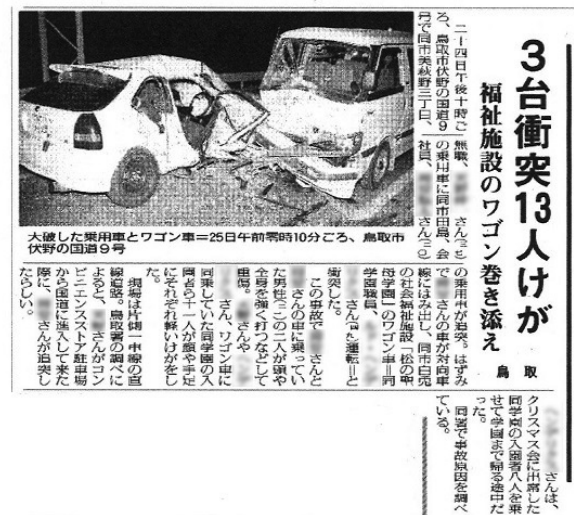 3台衝突13人けが
福祉施設のワゴン巻き添え
鳥取
二十四日午後十時ご
ろ、鳥取市伏野の国道9
号で同市美萩野三丁目、
無職、
さん
の乗用車に同市田島、会
社員、
さん
大破した乗用車とワゴン車＝25日午前零時10分ごろ、鳥取市
伏野の国道9号
の乗用車が追突。はずみ
で
さんの車が対向車
線にはみ出し、同市白兎
の社会福祉施設「松の聖
母学園」のワゴン車＝同
学園職員、
さん
運転＝と
衝突した。
この事故で
さんと
さんの車に乗ってい
た男性
の二人が頭や
全身を強く打つなどして
重傷。
さんや
さん、ワゴン車に
同乗していた同学園の入
園者ら十一人が頭や手足
にそれぞれ軽いけがをし
た。
現場は片側一車線の直
線道路。鳥取署の調べに
よると、
さんがコン
ビニエンスストア駐車場
から国道に進入して来た
際に、
さんが追突し
たらしい。
さんは、
クリスマス会に出席した
同学園の入園者八人を乗
せて学園まで帰る途中だ
った。
同署で事故原因を調べ
ている。